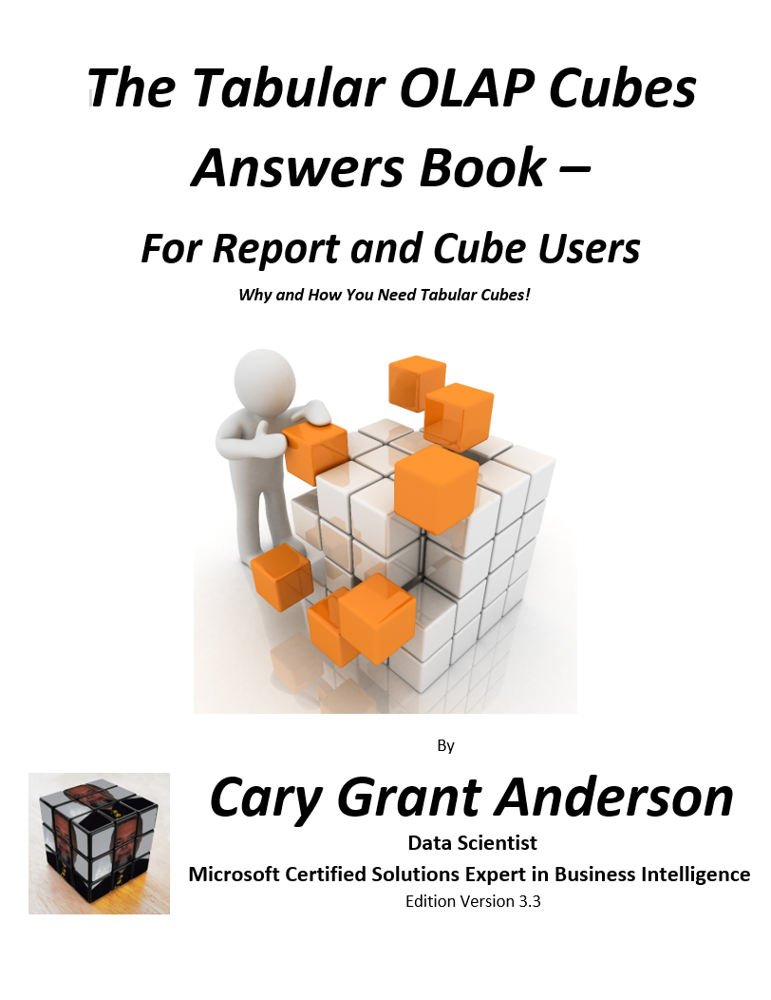 The Tabular OLAP Cubes
Answers Book –
For Report and Cube Users
Why and How You Need Tabular Cubes!
By
Cary Grant Anderson
Data Scientist
Microsoft Certified Solutions Expert in Business Intelligence
Edition Version 3.3